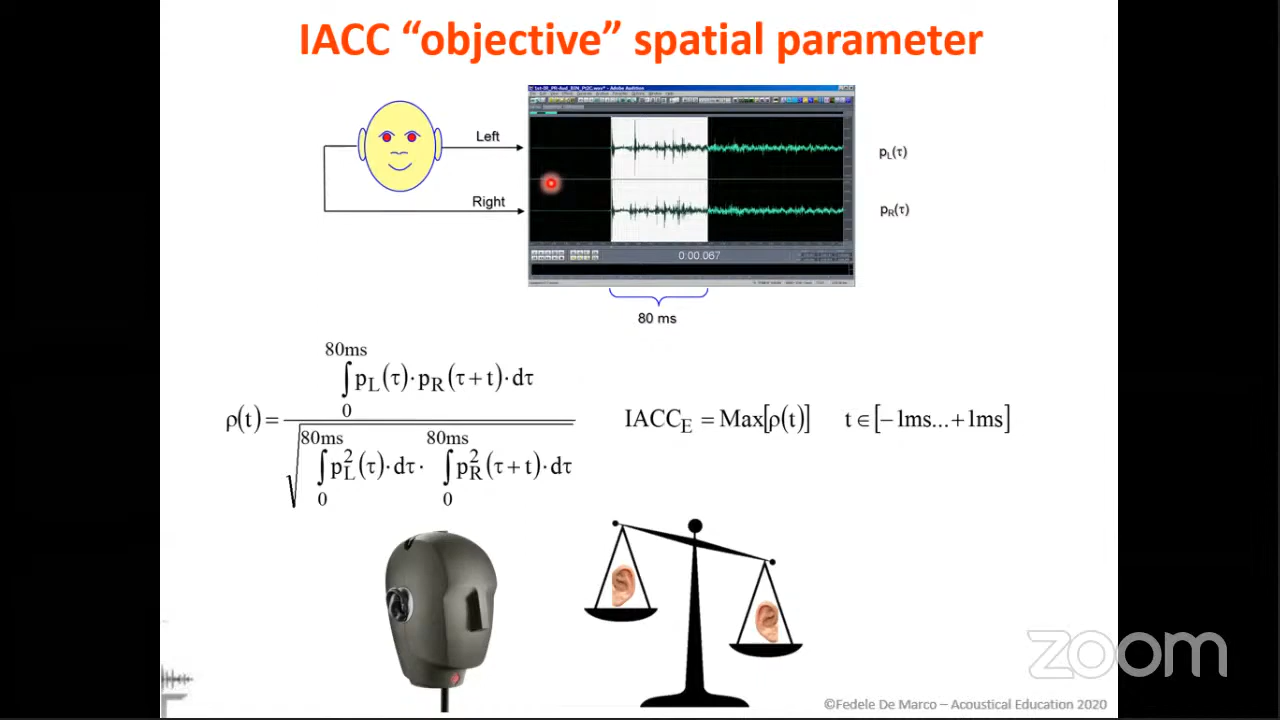 IACC “objective” spatial parameter
Left
Right
pL(τ)
pR(τ)
0:00.067
80 ms
ρ(t) = ∫₀^80ms pL(τ)·pR(τ + t)·dτ / √(∫₀^80ms pL²(τ)·dτ · ∫₀^80ms pR²(τ + t)·dτ)
IACCE = Max[ρ(t)] t ∈ [− 1ms... + 1ms]
zoom
©Fedele De Marco – Acoustical Education 2020